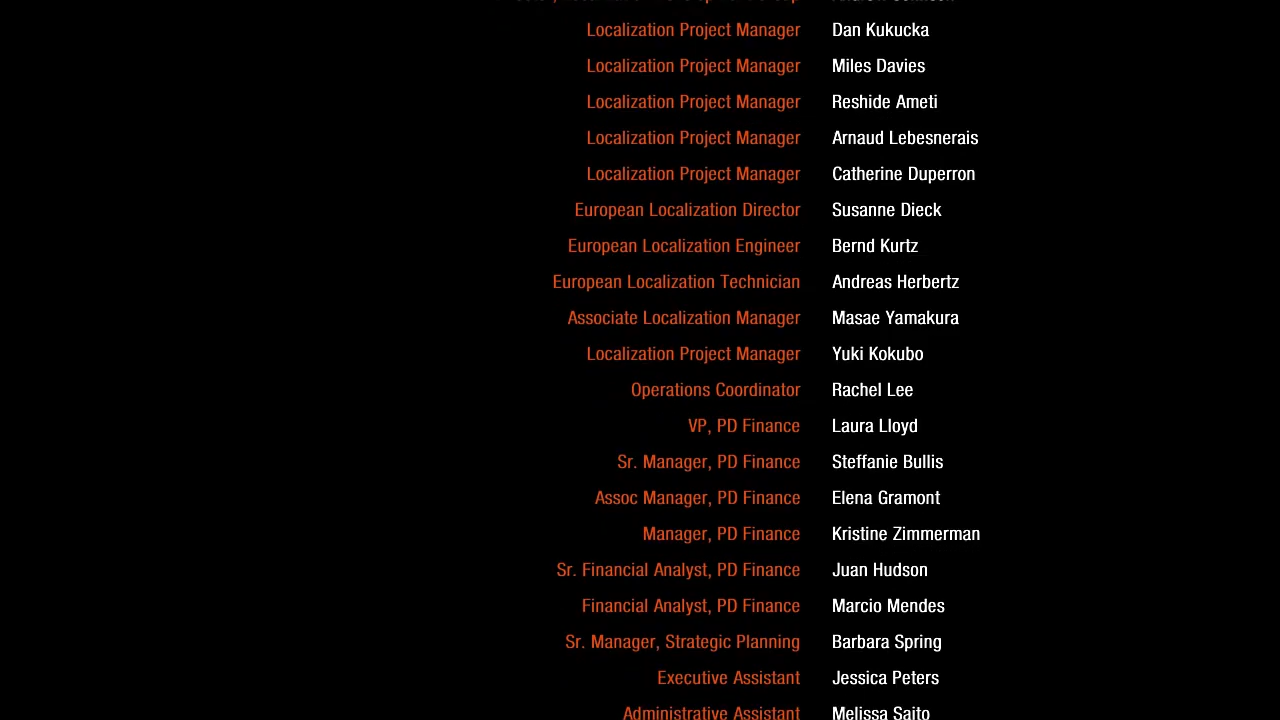 Localization Project Manager Dan Kukucka
Localization Project Manager Miles Davies
Localization Project Manager Reshide Ameti
Localization Project Manager Arnaud Lebesnerais
Localization Project Manager Catherine Duperron
European Localization Director Susanne Dieck
European Localization Engineer Bernd Kurtz
European Localization Technician Andreas Herbertz
Associate Localization Manager Masae Yamakura
Localization Project Manager Yuki Kokubo
Operations Coordinator Rachel Lee
VP, PD Finance Laura Lloyd
Sr. Manager, PD Finance Steffanie Bullis
Assoc Manager, PD Finance Elena Gramont
Manager, PD Finance Kristine Zimmerman
Sr. Financial Analyst, PD Finance Juan Hudson
Financial Analyst, PD Finance Marcio Mendes
Sr. Manager, Strategic Planning Barbara Spring
Executive Assistant Jessica Peters
Administrative Assistant Melissa Saito